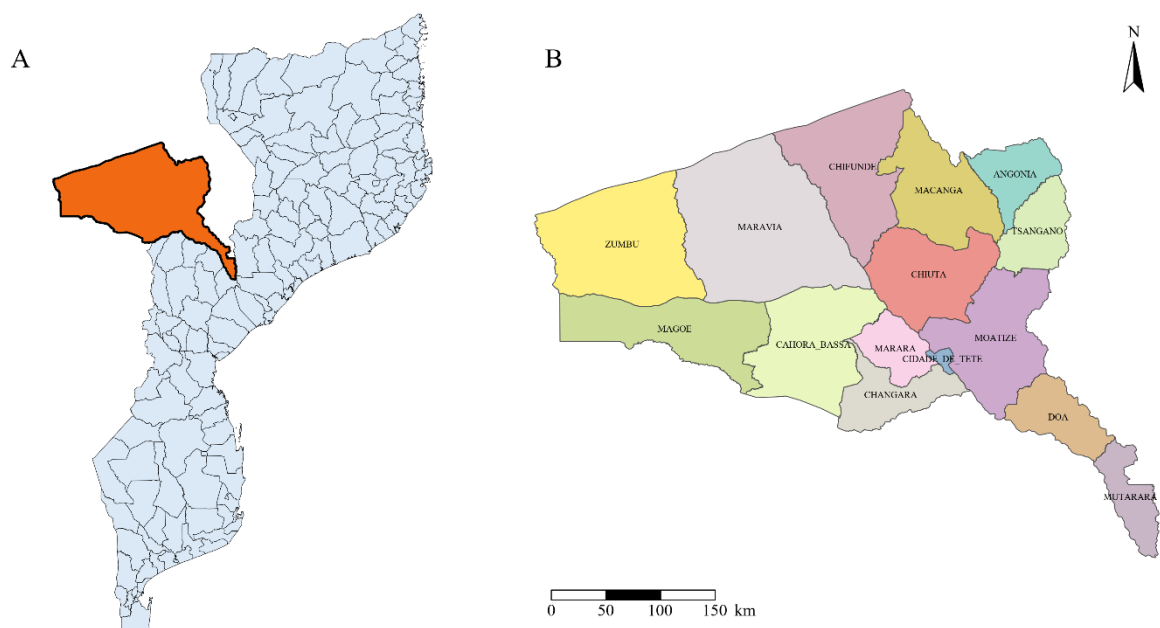 A
B
N
CHIFUNDE
ANGONIA
MACANGA
MARAVIA
TSANGANO
ZUMBU
CHIUTA
MAGOE
MOATIZE
CAHORA_BASSA
MARARA
CIDADE_DE_TETE
CHANGARA
DOA
MUTARARA
0 50 100 150 km